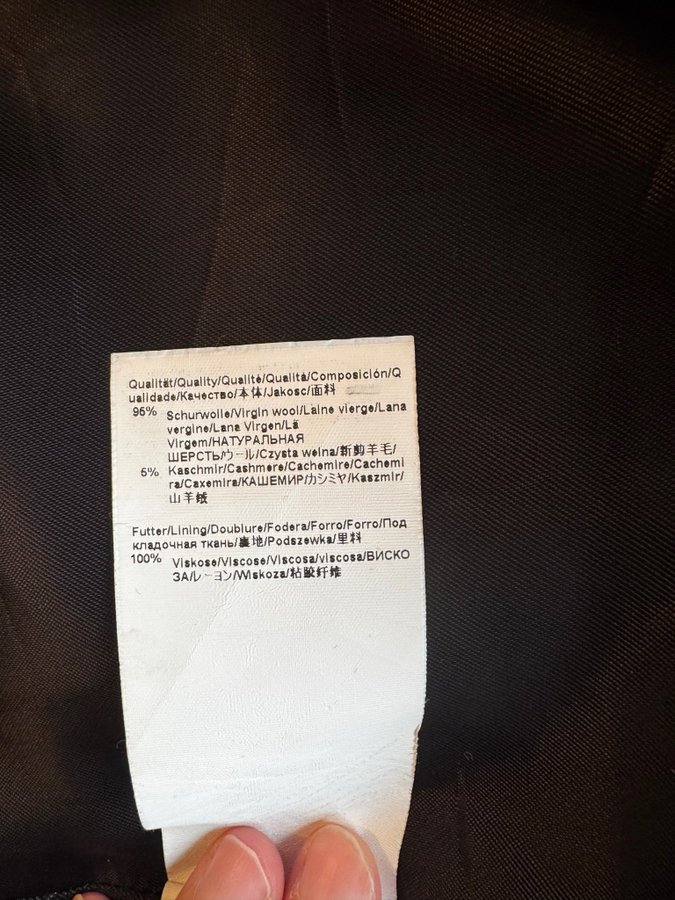 Qualität/Quality/Qualité/Qualità/Composición/Q
ualidade/Качество/本体/Jakosc/面料
95% Schurwolle/Virgin wool/Laine vierge/Lana
vergine/Lana Virgen/Lã
Virgem/НАТУРАЛЬНАЯ
ШЕРСТЬ/ウール/Czysta welna/新剪羊毛/
5% Kaschmir/Cashmere/Cachemire/Cachemi
ra/Caxemira/КАШЕМИР/カシミヤ/Kaszmir/
山羊绒
Futter/Lining/Doublure/Fodera/Forro/Forro/Под
кладочная ткань/裏地/Podszewka/里料
100% Viskose/Viscose/Viscosa/viscosa/ВИСКО
ЗА/レーヨン/Wiskoza/粘胶纤维